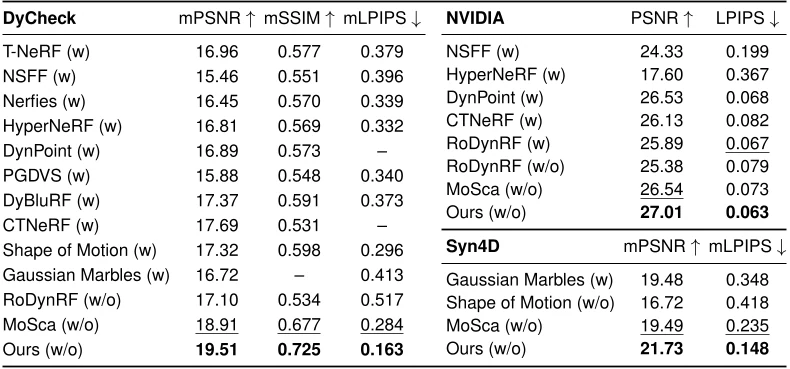 DyCheck mPSNR ↑ mSSIM ↑ mLPIPS ↓
T-NeRF (w) 16.96 0.577 0.379
NSFF (w) 15.46 0.551 0.396
Nerfies (w) 16.45 0.570 0.339
HyperNeRF (w) 16.81 0.569 0.332
DynPoint (w) 16.89 0.573 –
PGDVS (w) 15.88 0.548 0.340
DyBluRF (w) 17.37 0.591 0.373
CTNeRF (w) 17.69 0.531 –
Shape of Motion (w) 17.32 0.598 0.296
Gaussian Marbles (w) 16.72 – 0.413
RoDynRF (w/o) 17.10 0.534 0.517
MoSca (w/o) 18.91 0.677 0.284
Ours (w/o) 19.51 0.725 0.163
NVIDIA PSNR ↑ LPIPS ↓
NSFF (w) 24.33 0.199
HyperNeRF (w) 17.60 0.367
DynPoint (w) 26.53 0.068
CTNeRF (w) 26.13 0.082
RoDynRF (w) 25.89 0.067
RoDynRF (w/o) 25.38 0.079
MoSca (w/o) 26.54 0.073
Ours (w/o) 27.01 0.063
Syn4D mPSNR ↑ mLPIPS ↓
Gaussian Marbles (w) 19.48 0.348
Shape of Motion (w/o) 16.72 0.418
MoSca (w/o) 19.49 0.235
Ours (w/o) 21.73 0.148